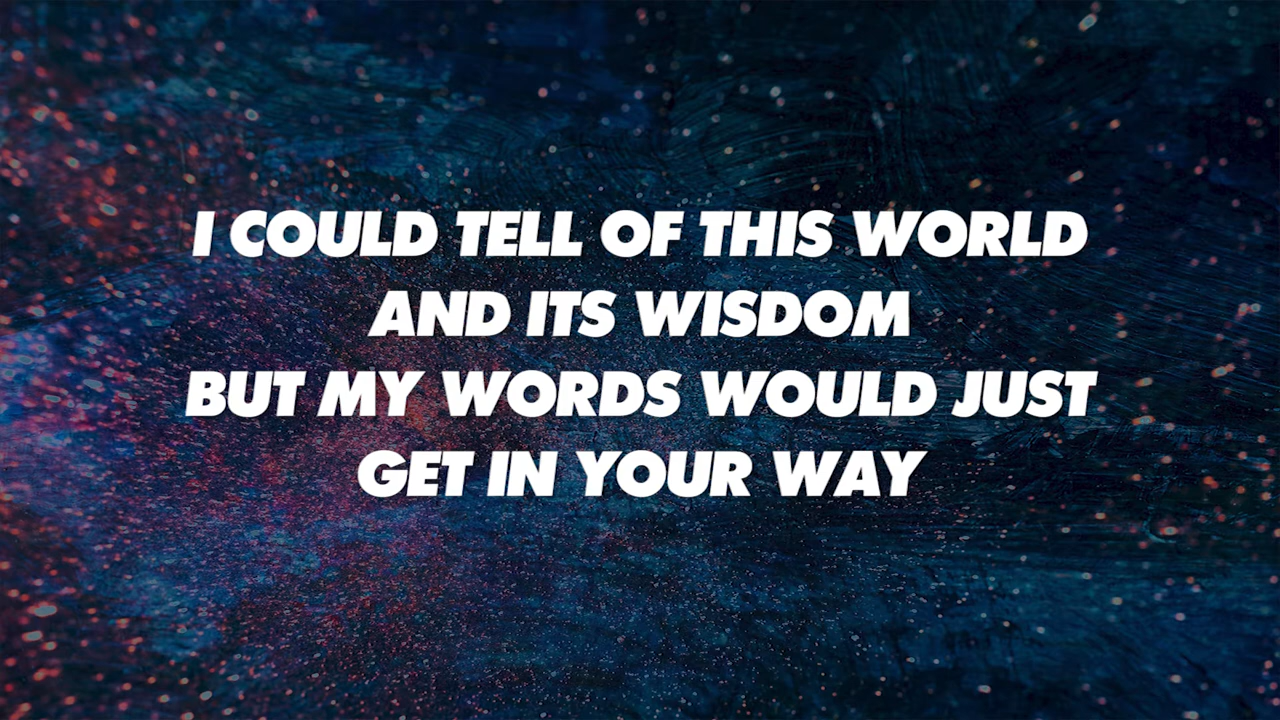 I COULD TELL OF THIS WORLD
AND ITS WISDOM
BUT MY WORDS WOULD JUST
GET IN YOUR WAY